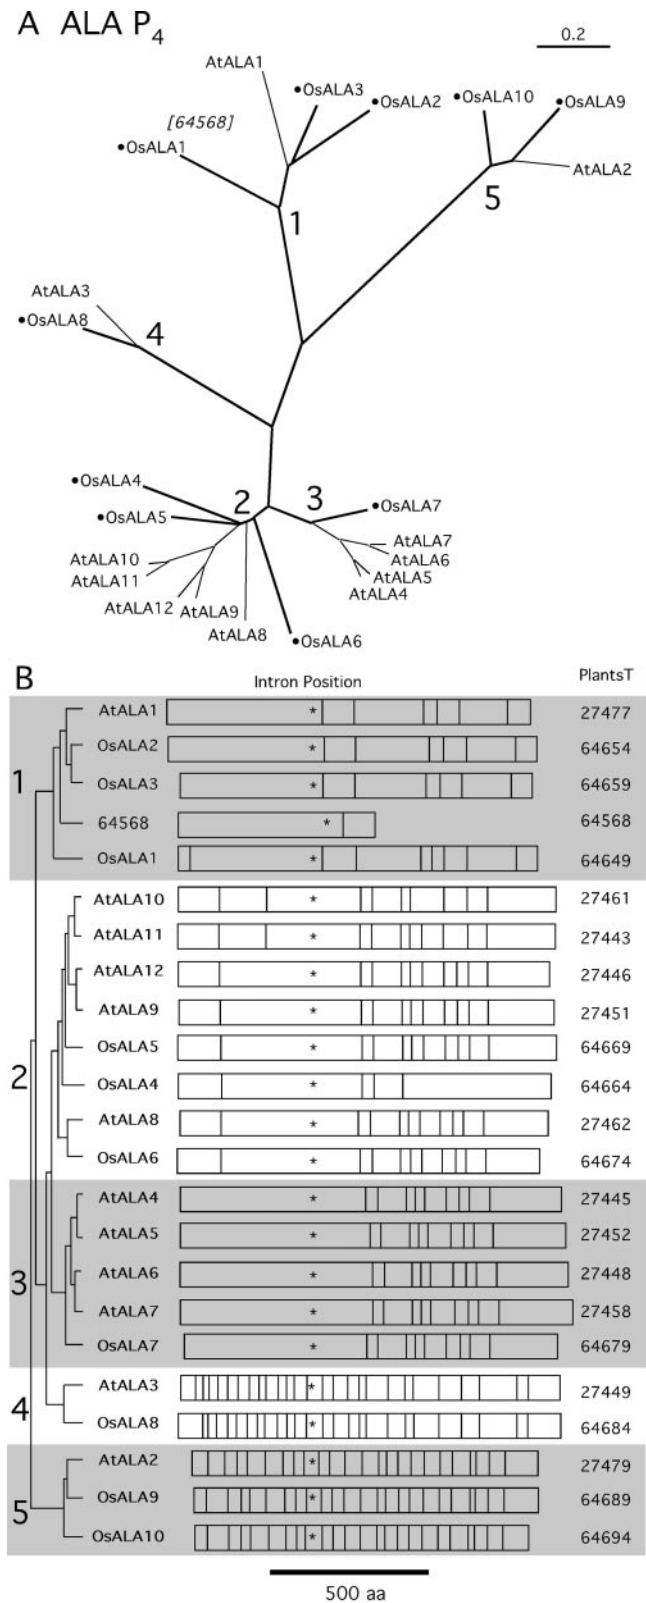 A ALA P4
0.2
AtALA1
•OsALA3
•OsALA2
•OsALA10
•OsALA9
[64568]
•OsALA1
AtALA2
5
1
AtALA3
•OsALA8
4
•OsALA4
2
3
•OsALA7
•OsALA5
AtALA7
AtALA10
AtALA6
AtALA11
AtALA5
AtALA12
AtALA9
AtALA4
AtALA8
•OsALA6
B
Intron Position
PlantsT
AtALA1 * 27477
OsALA2 * 64654
1
OsALA3 * 64659
64568 * 64568
OsALA1 * 64649
AtALA10 * 27461
AtALA11 * 27443
AtALA12 * 27446
AtALA9 * 27451
OsALA5 * 64669
2
OsALA4 * 64664
AtALA8 * 27462
OsALA6 * 64674
AtALA4 * 27445
AtALA5 * 27452
3
AtALA6 * 27448
AtALA7 * 27458
OsALA7 * 64679
AtALA3 * 27449
4
OsALA8 * 64684
AtALA2 * 27479
5
OsALA9 * 64689
OsALA10 * 64694
500 aa